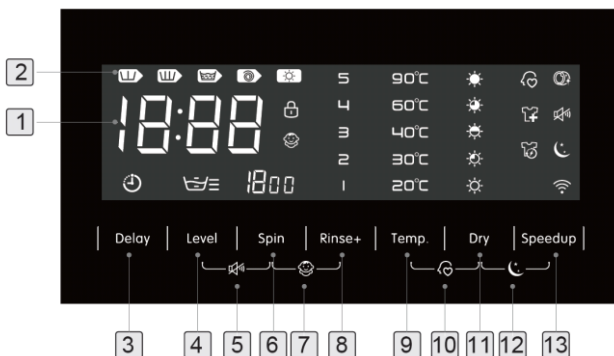 2
1
18:88
1800
5 90°C
4 60°C
3 40°C
2 30°C
1 20°C
Delay Level Spin Rinse+ Temp. Dry Speedup
3 4 5 6 7 8 9 10 11 12 13